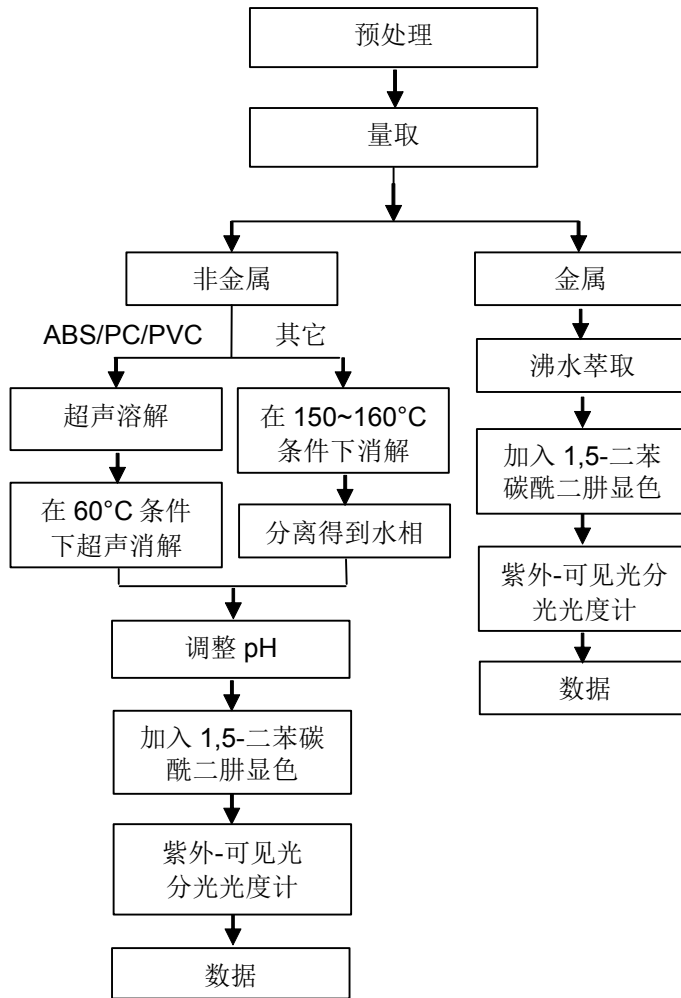 预处理
量取
非金属
金属
ABS/PC/PVC
其它
沸水萃取
超声溶解
在 150~160°C
条件下消解
加入 1,5-二苯
碳酰二肼显色
在 60°C 条件
下超声消解
分离得到水相
紫外-可见光分
光光度计
调整 pH
数据
加入 1,5-二苯碳
酰二肼显色
紫外-可见光
分光光度计
数据